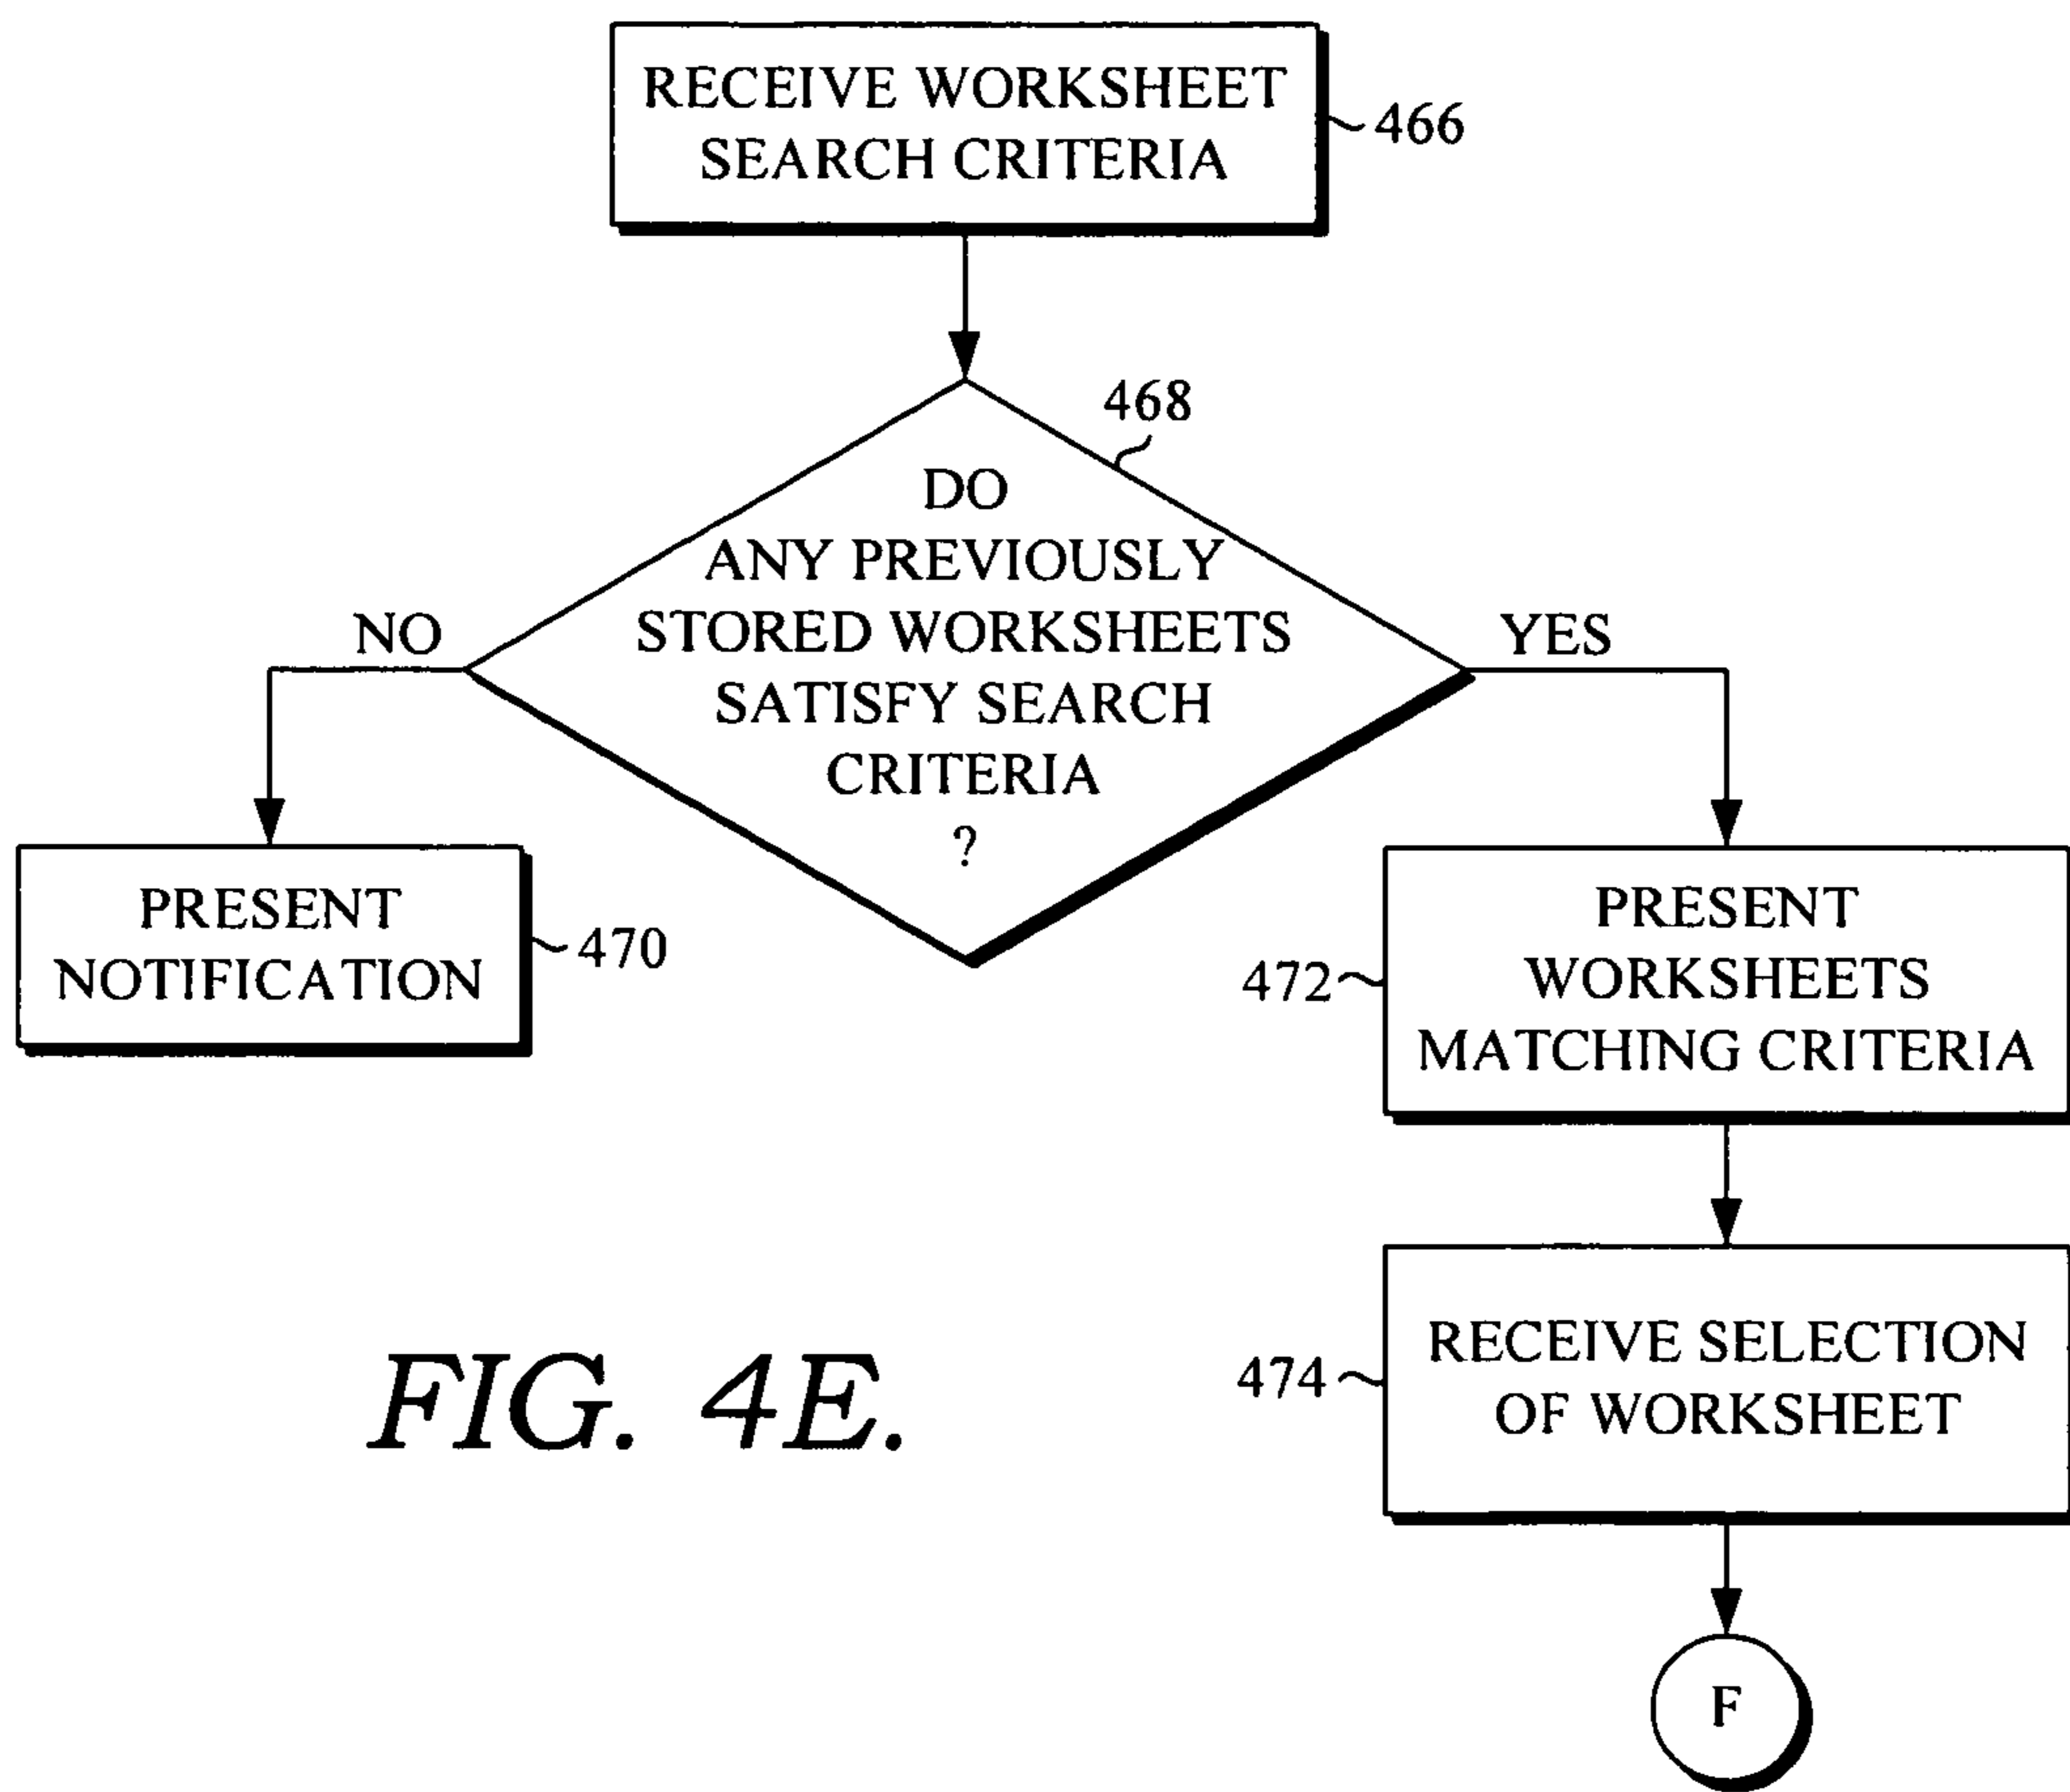 RECEIVE WORKSHEET
SEARCH CRITERIA
466
468
DO
ANY PREVIOUSLY
STORED WORKSHEETS
SATISFY SEARCH
CRITERIA
?
NO
YES
PRESENT
NOTIFICATION
470
472
PRESENT
WORKSHEETS
MATCHING CRITERIA
474
RECEIVE SELECTION
OF WORKSHEET
F
FIG. 4E.